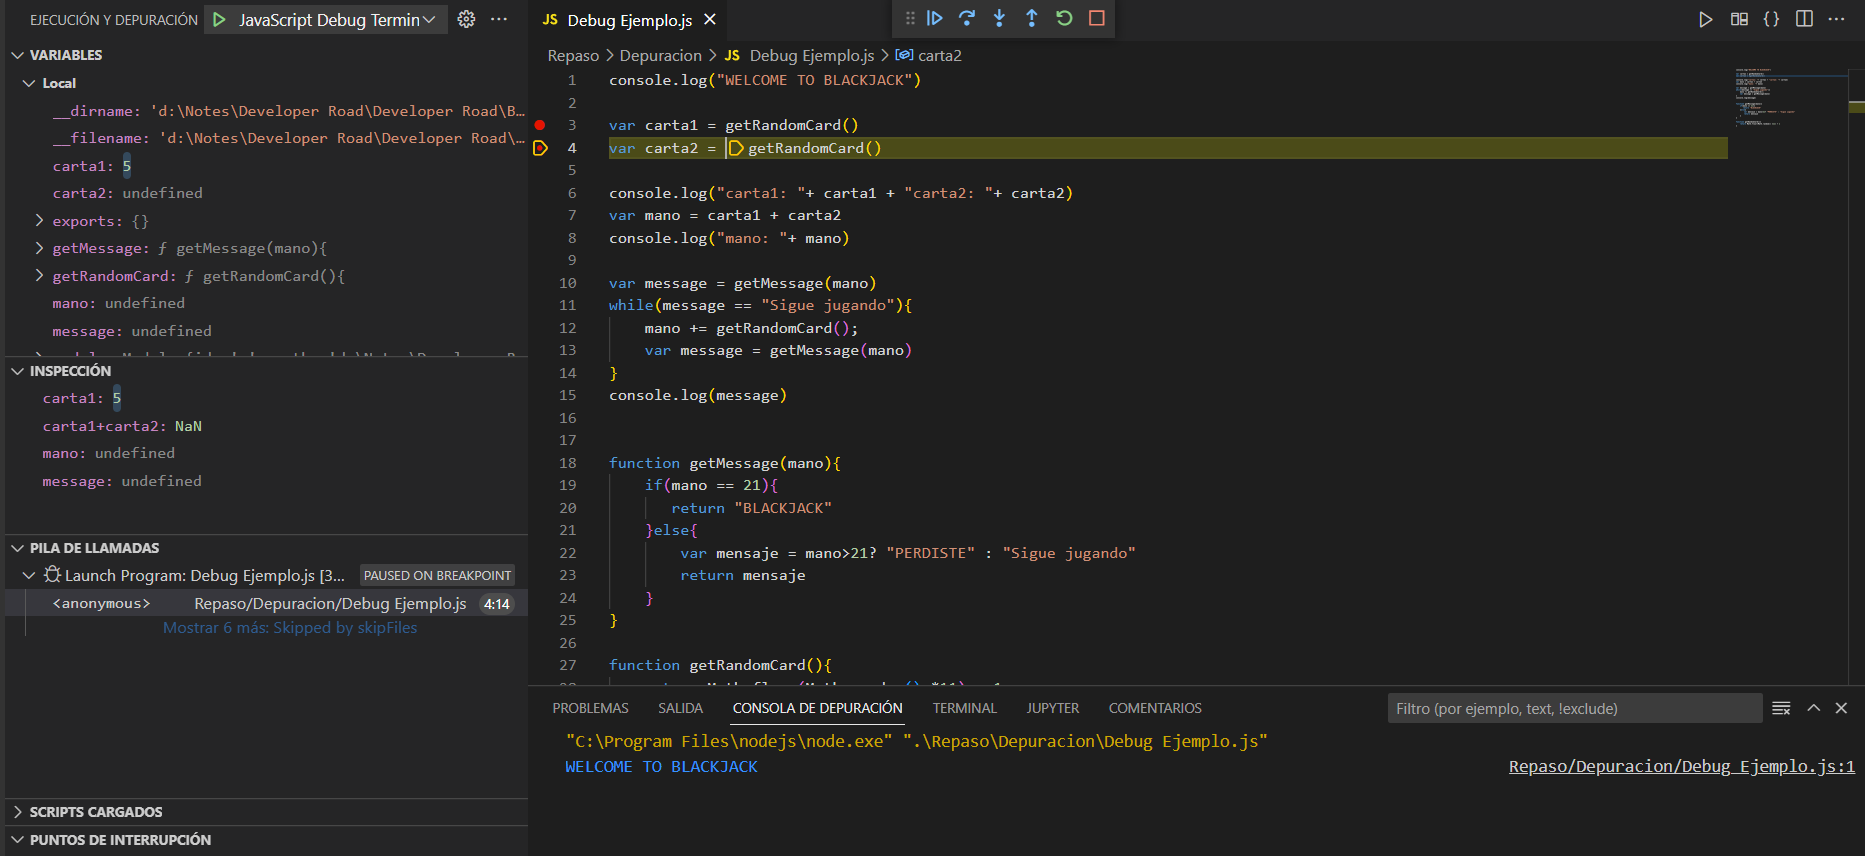 EJECUCIÓN Y DEPURACIÓN
JavaScript Debug Termin
VARIABLES
Local
__dirname: 'd:\Notes\Developer Road\Developer Road\B…
__filename: 'd:\Notes\Developer Road\Developer Road\…
carta1: 5
carta2: undefined
exports: {}
getMessage: ƒ getMessage(mano){
getRandomCard: ƒ getRandomCard(){
mano: undefined
message: undefined
INSPECCIÓN
carta1: 5
carta1+carta2: NaN
mano: undefined
message: undefined
PILA DE LLAMADAS
Launch Program: Debug Ejemplo.js [3... PAUSED ON BREAKPOINT
<anonymous> Repaso/Depuracion/Debug Ejemplo.js 4:14
Mostrar 6 más: Skipped by skipFiles
SCRIPTS CARGADOS
PUNTOS DE INTERRUPCIÓN
JS Debug Ejemplo.js
Repaso > Depuracion > JS Debug Ejemplo.js > carta2
1 console.log("WELCOME TO BLACKJACK")
2
3 var carta1 = getRandomCard()
4 var carta2 = getRandomCard()
5
6 console.log("carta1: "+ carta1 + "carta2: "+ carta2)
7 var mano = carta1 + carta2
8 console.log("mano: "+ mano)
9
10 var message = getMessage(mano)
11 while(message == "Sigue jugando"){
12 mano += getRandomCard();
13 var message = getMessage(mano)
14 }
15 console.log(message)
16
17
18 function getMessage(mano){
19 if(mano == 21){
20 return "BLACKJACK"
21 }else{
22 var mensaje = mano>21? "PERDISTE" : "Sigue jugando"
23 return mensaje
24 }
25 }
26
27 function getRandomCard(){
PROBLEMAS SALIDA CONSOLA DE DEPURACIÓN TERMINAL JUPYTER COMENTARIOS
Filtro (por ejemplo, text, !exclude)
"C:\Program Files\nodejs\node.exe" ".\Repaso\Depuracion\Debug Ejemplo.js"
WELCOME TO BLACKJACK Repaso/Depuracion/Debug Ejemplo.js:1